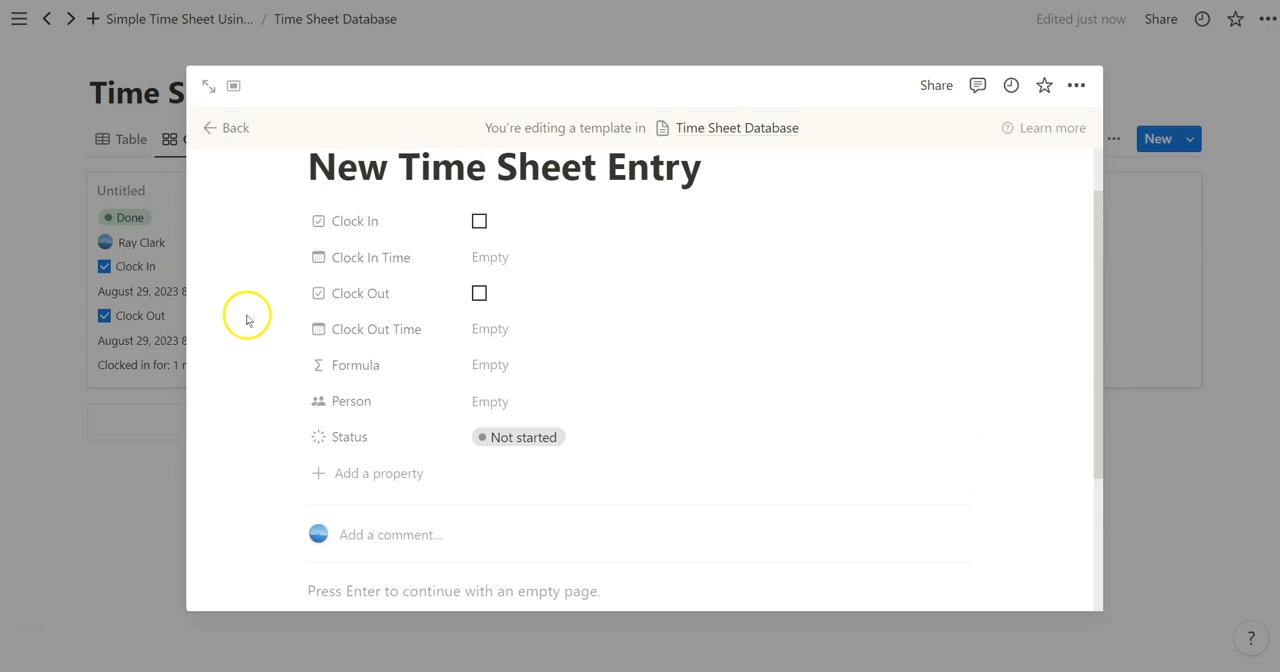 Simple Time Sheet Usin... / Time Sheet Database
Edited just now Share
Time S
Table
New
Untitled
Done
Ray Clark
Clock In
August 29, 2023 8
Clock Out
August 29, 2023 8
Clocked in for: 1 m
Share
Back
You're editing a template in Time Sheet Database
Learn more
New Time Sheet Entry
Clock In
Clock In Time Empty
Clock Out
Clock Out Time Empty
Formula Empty
Person Empty
Status Not started
Add a property
Add a comment...
Press Enter to continue with an empty page.
?